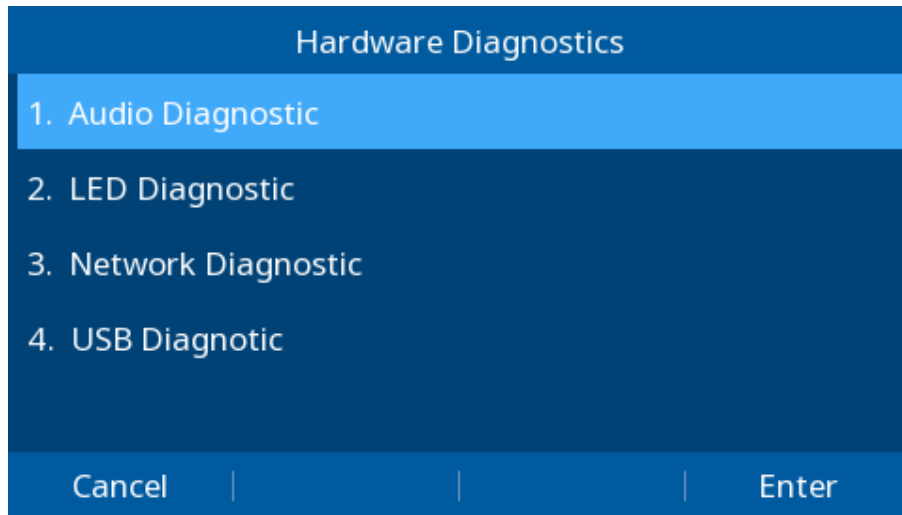 Hardware Diagnostics
1. Audio Diagnostic
2. LED Diagnostic
3. Network Diagnostic
4. USB Diagnotic
Cancel Enter